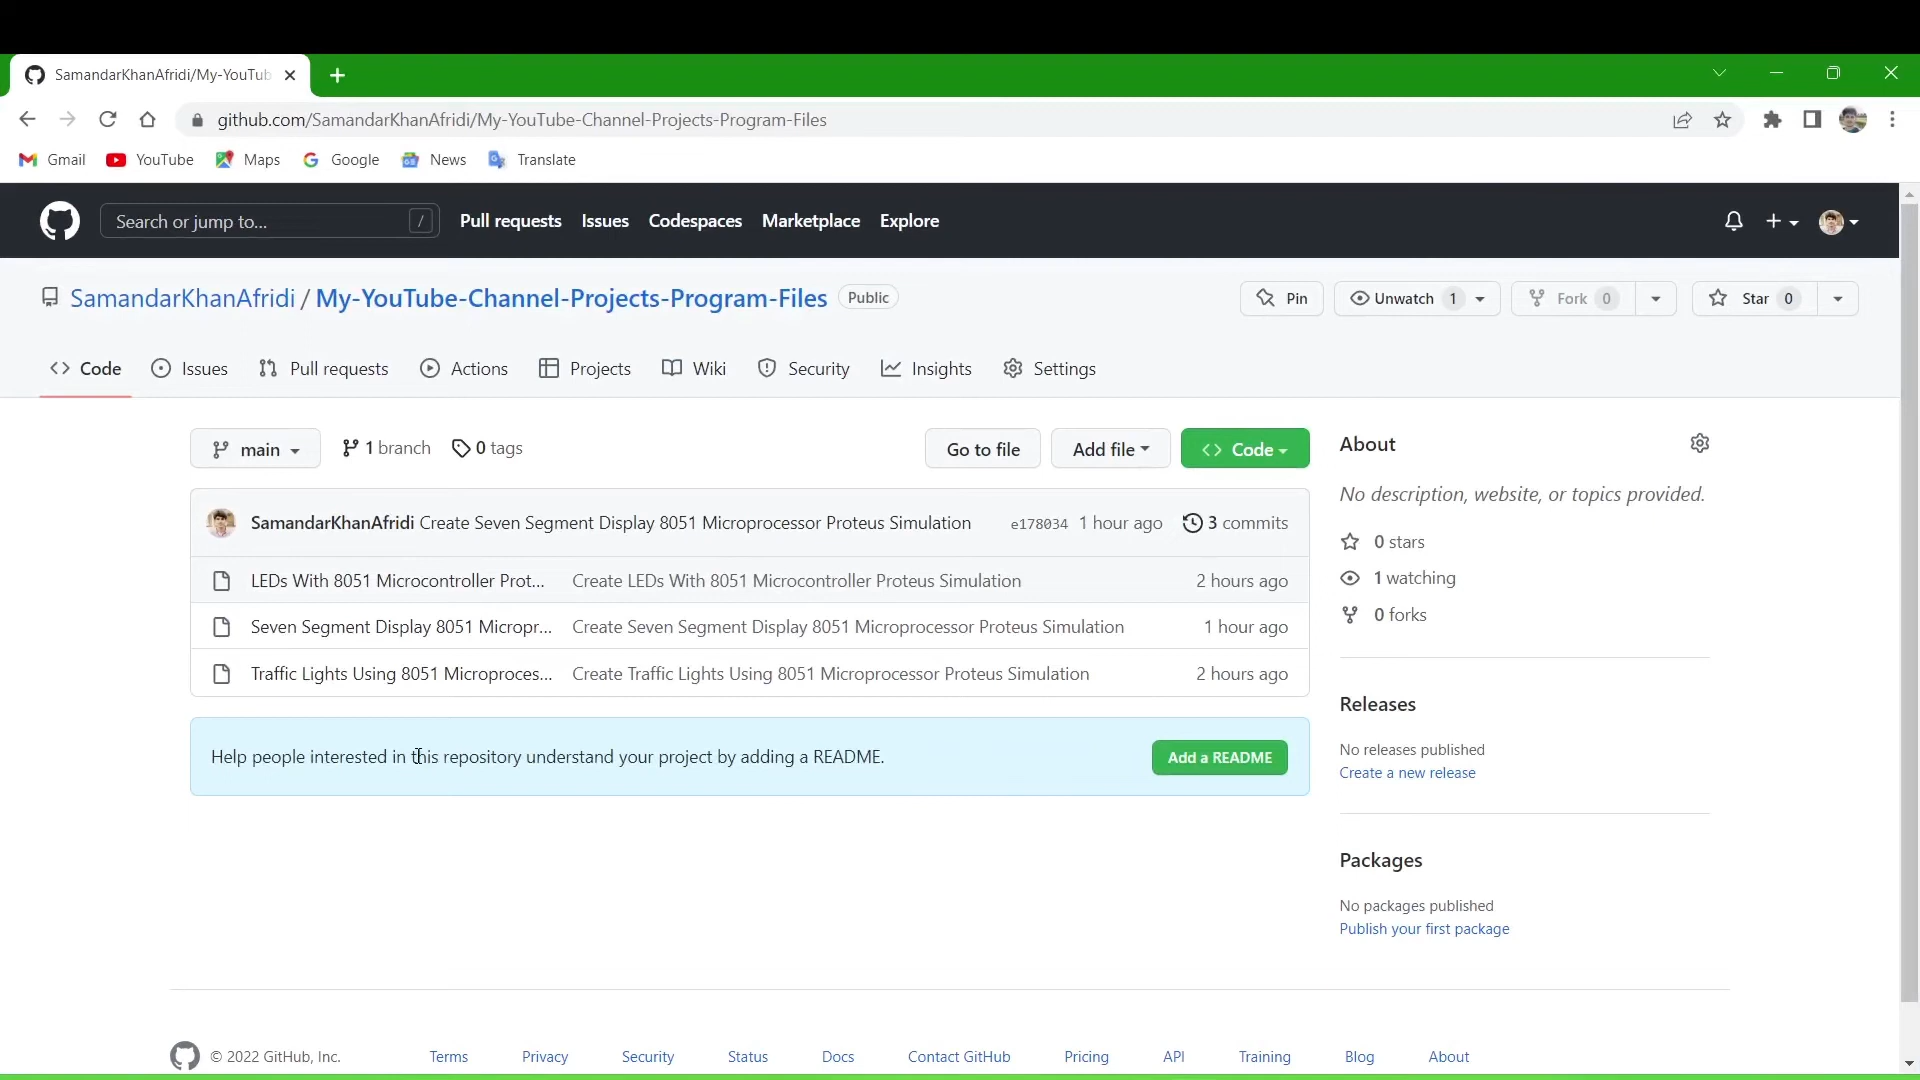 SamandarKhanAfridi/My-YouTub
github.com/SamandarKhanAfridi/My-YouTube-Channel-Projects-Program-Files
Gmail YouTube Maps Google News Translate
Search or jump to... / Pull requests Issues Codespaces Marketplace Explore
SamandarKhanAfridi / My-YouTube-Channel-Projects-Program-Files Public Pin Unwatch 1 Fork 0 Star 0
Code Issues Pull requests Actions Projects Wiki Security Insights Settings
main 1 branch 0 tags Go to file Add file Code
SamandarKhanAfridi Create Seven Segment Display 8051 Microprocessor Proteus Simulation e178034 1 hour ago 3 commits
LEDs With 8051 Microcontroller Prot... Create LEDs With 8051 Microcontroller Proteus Simulation 2 hours ago
Seven Segment Display 8051 Micropr... Create Seven Segment Display 8051 Microprocessor Proteus Simulation 1 hour ago
Traffic Lights Using 8051 Microproces... Create Traffic Lights Using 8051 Microprocessor Proteus Simulation 2 hours ago
Help people interested in this repository understand your project by adding a README. Add a README
About
No description, website, or topics provided.
0 stars
1 watching
0 forks
Releases
No releases published
Create a new release
Packages
No packages published
Publish your first package
© 2022 GitHub, Inc. Terms Privacy Security Status Docs Contact GitHub Pricing API Training Blog About